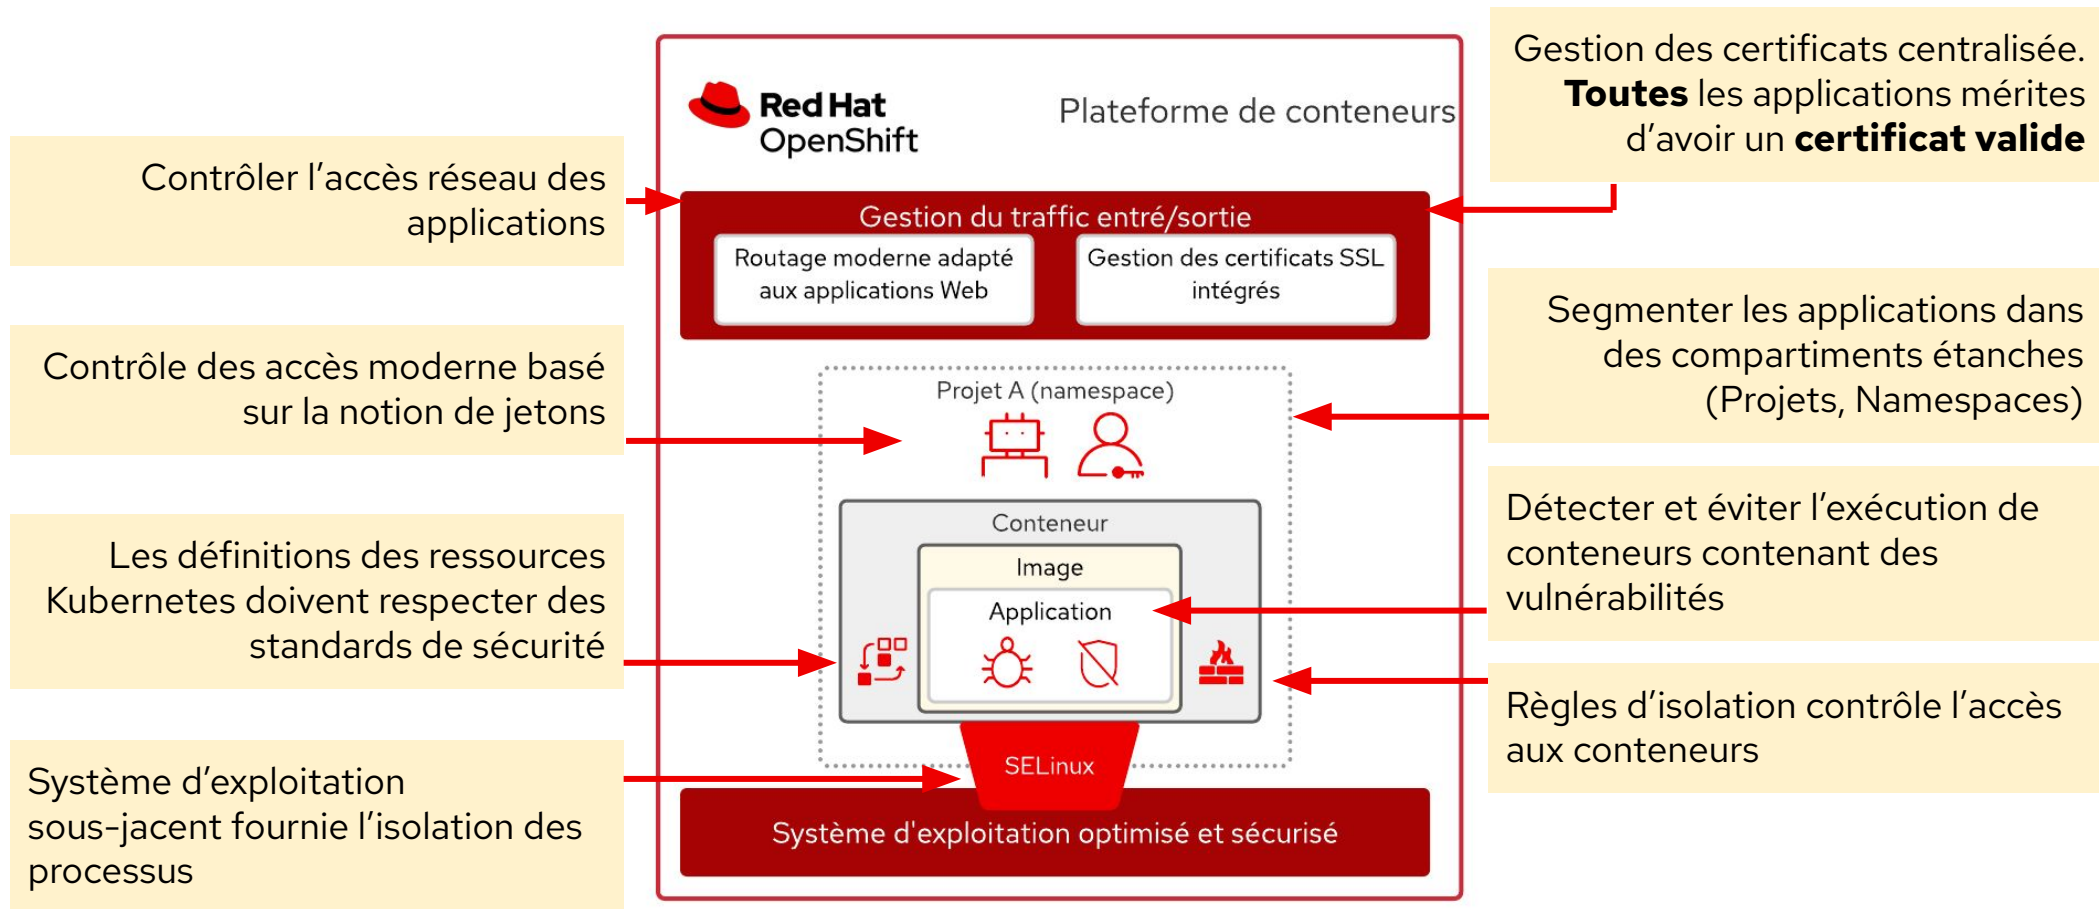 Red Hat
OpenShift
Plateforme de conteneurs
Gestion des certificats centralisée.
Toutes les applications mérites
d’avoir un certificat valide
Contrôler l’accès réseau des
applications
Gestion du traffic entré/sortie
Routage moderne adapté
aux applications Web
Gestion des certificats SSL
intégrés
Segmenter les applications dans
des compartiments étanches
(Projets, Namespaces)
Contrôle des accès moderne basé
sur la notion de jetons
Projet A (namespace)
Détecter et éviter l’exécution de
conteneurs contenant des
vulnérabilités
Conteneur
Image
Application
Les définitions des ressources
Kubernetes doivent respecter des
standards de sécurité
Règles d’isolation contrôle l’accès
aux conteneurs
SELinux
Système d’exploitation
sous-jacent fournie l’isolation des
processus
Système d'exploitation optimisé et sécurisé